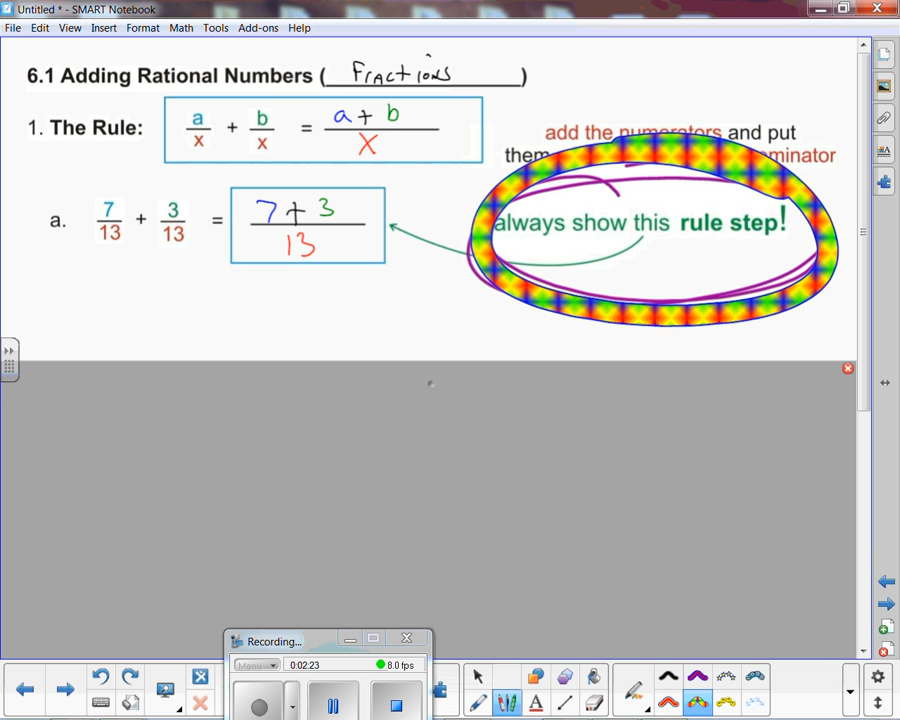 Untitled * - SMART Notebook
File Edit View Insert Format Math Tools Add-ons Help
6.1 Adding Rational Numbers ( Fractions )
1. The Rule: a/x + b/x = a + b / x
add the numerators and put
them minator
a. 7/13 + 3/13 = 7 + 3 / 13
always show this rule step!
Recording...
Menu 0:02:23 8.0 fps